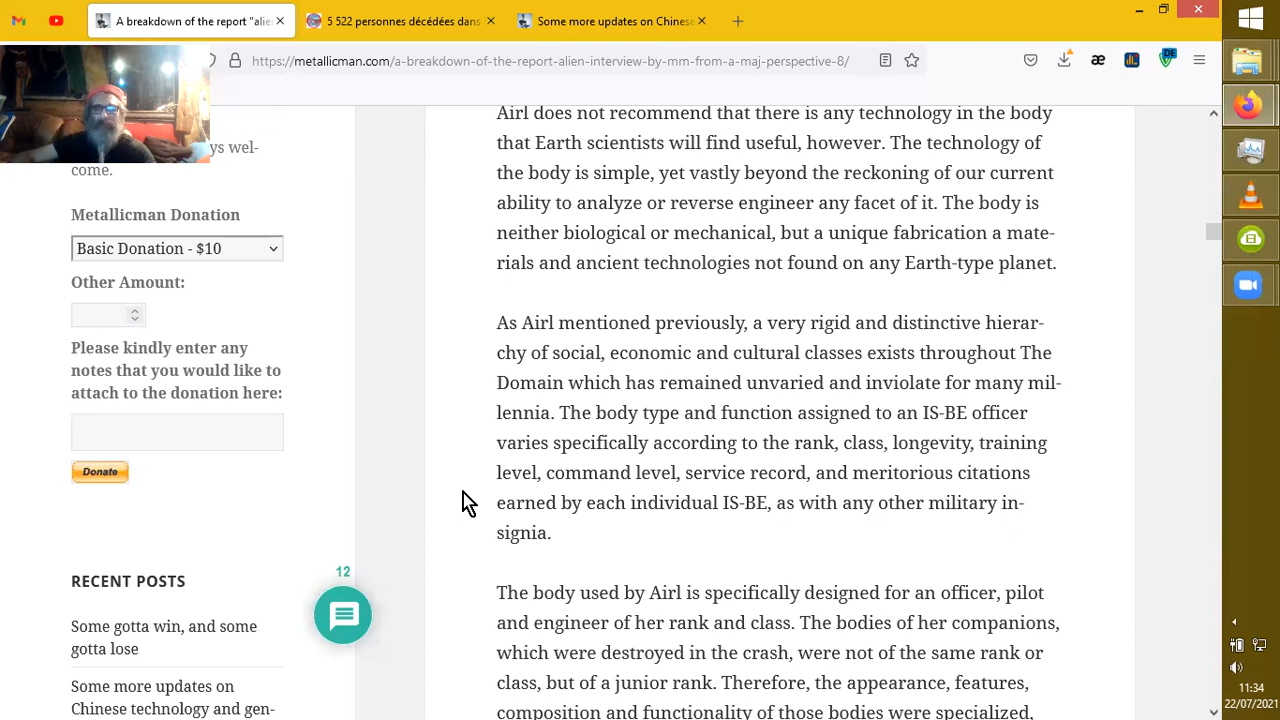 A breakdown of the report "alie
5 522 personnes décédées dans
Some more updates on Chinese
https://metallicman.com/a-breakdown-of-the-r
-alien-interview-by-mm-from-a-maj-perspective-8/
DE
ys wel-
come.
Metallicman Donation
Basic Donation - $10
Other Amount:
Please kindly enter any
notes that you would like to
attach to the donation here:
Donate
RECENT POSTS
Some gotta win, and some
gotta lose
Some more updates on
Chinese technology and gen-
12
Airl does not recommend that there is any technology in the body
that Earth scientists will find useful, however. The technology of
the body is simple, yet vastly beyond the reckoning of our current
ability to analyze or reverse engineer any facet of it. The body is
neither biological or mechanical, but a unique fabrication a mate-
rials and ancient technologies not found on any Earth-type planet.
As Airl mentioned previously, a very rigid and distinctive hierar-
chy of social, economic and cultural classes exists throughout The
Domain which has remained unvaried and inviolate for many mil-
lennia. The body type and function assigned to an IS-BE officer
varies specifically according to the rank, class, longevity, training
level, command level, service record, and meritorious citations
earned by each individual IS-BE, as with any other military in-
signia.
The body used by Airl is specifically designed for an officer, pilot
and engineer of her rank and class. The bodies of her companions,
which were destroyed in the crash, were not of the same rank or
class, but of a junior rank. Therefore, the appearance, features,
composition and functionality of those bodies were specialized,
11:34
22/07/2021